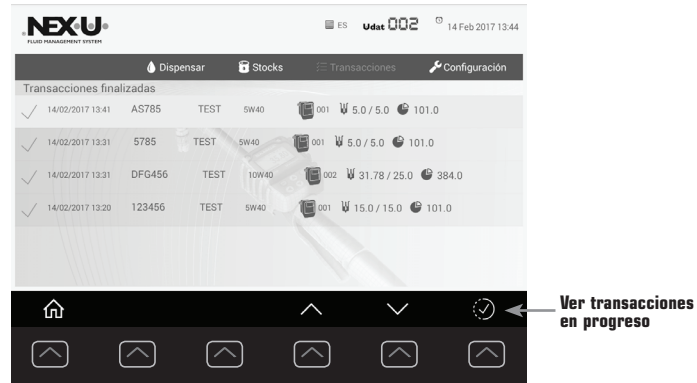 NEX·U·
FLUID MANAGEMENT SYSTEM
ES Udat 002 14 Feb 2017 13:44
Dispensar Stocks Transacciones Configuración
Transacciones finalizadas
14/02/2017 13:41 AS785 TEST 5W40 001 5.0 / 5.0 101.0
14/02/2017 13:31 5785 TEST 5W40 001 5.0 / 5.0 101.0
14/02/2017 13:31 DFG456 TEST 10W40 002 31.78 / 25.0 384.0
14/02/2017 13:20 123456 TEST 5W40 001 15.0 / 15.0 101.0
Ver transacciones
en progreso